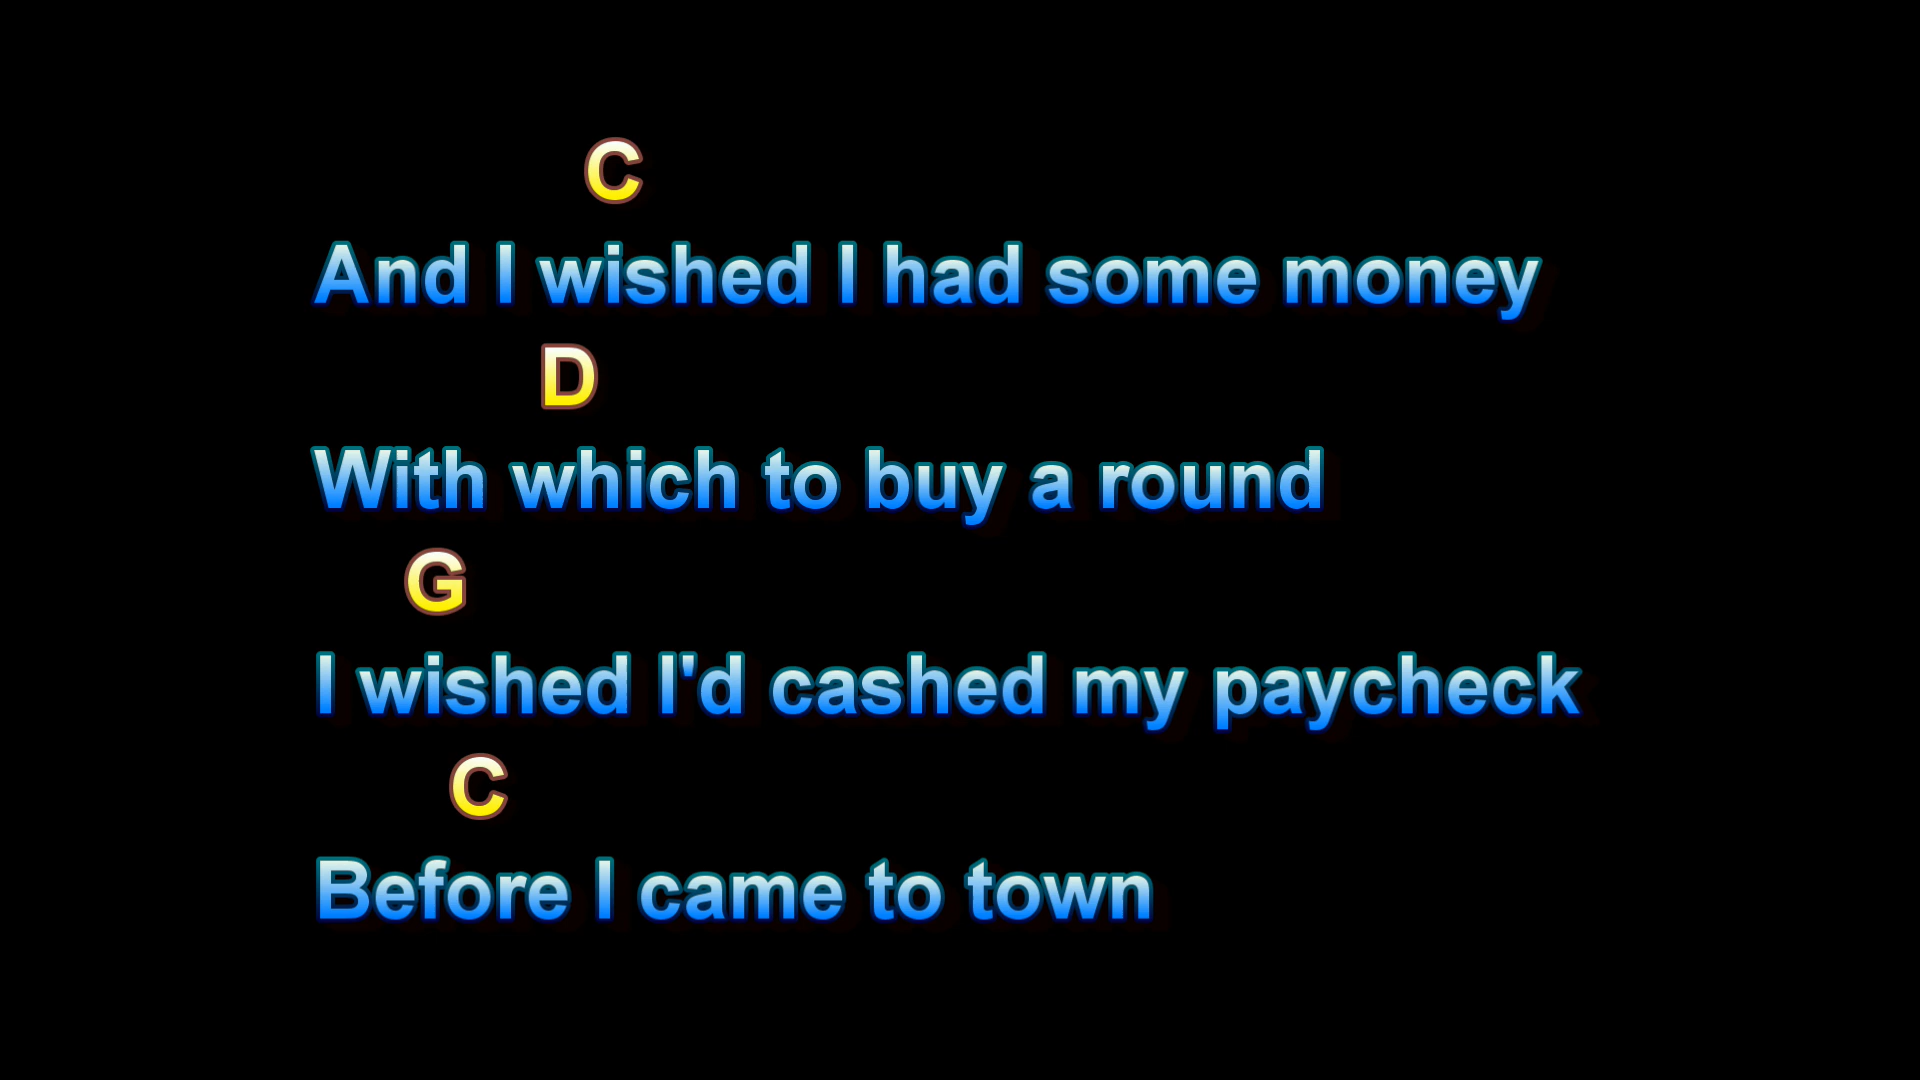 C
And I wished I had some money
D
With which to buy a round
G
I wished I'd cashed my paycheck
C
Before I came to town